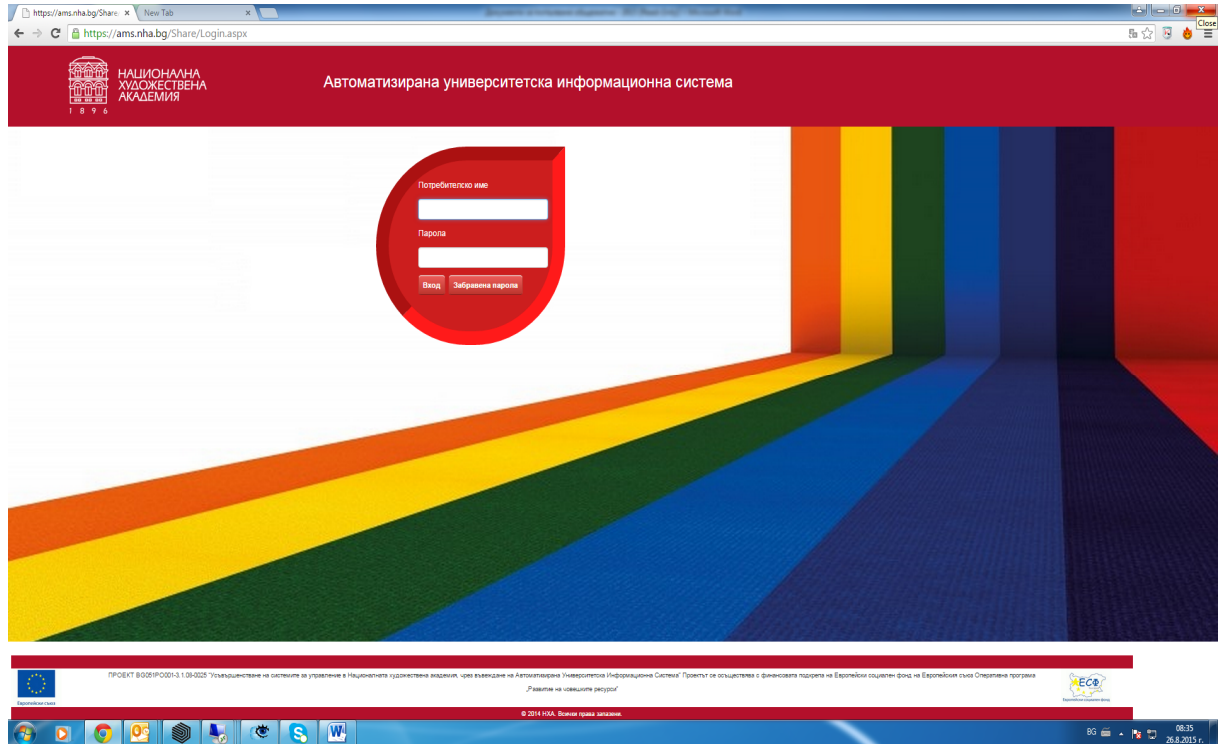 https://ams.nha.bg/Share
New Tab
Close
https://ams.nha.bg/Share/Login.aspx
НАЦИОНАЛНА
ХУДОЖЕСТВЕНА
АКАДЕМИЯ
1 8 9 6
Автоматизирана университетска информационна система
Потребителско име
Парола
Вход
Забравена парола
ПРОЕКТ BG051PO001-3.1.08-0025 "Усъвършенстване на системите за управление в Националната художествена академия, чрез въвеждане на Автоматизирана Университетска Информационна Система" Проектът се осъществява с финансовата подкрепа на Европейски социален фонд на Европейския съюз Оперативна програма
„Развитие на човешките ресурси"
Европейски съюз
ЕСФ
Европейски социален фонд
© 2014 НХА. Всички права запазени.
BG
08:35
26.8.2015 г.